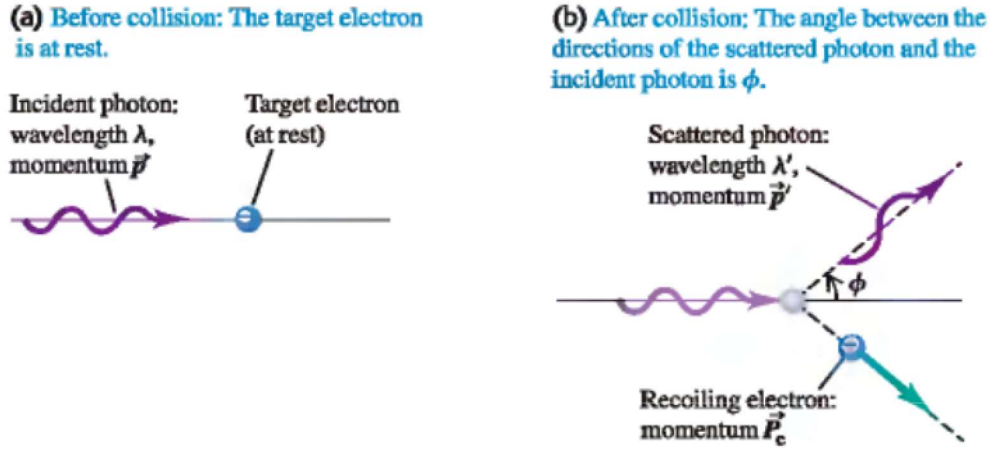 (a) Before collision: The target electron
is at rest.
Incident photon:
wavelength λ,
momentum p⃗
Target electron
(at rest)
(b) After collision: The angle between the
directions of the scattered photon and the
incident photon is ϕ.
Scattered photon:
wavelength λ′,
momentum p⃗′
ϕ
Recoiling electron:
momentum P⃗e